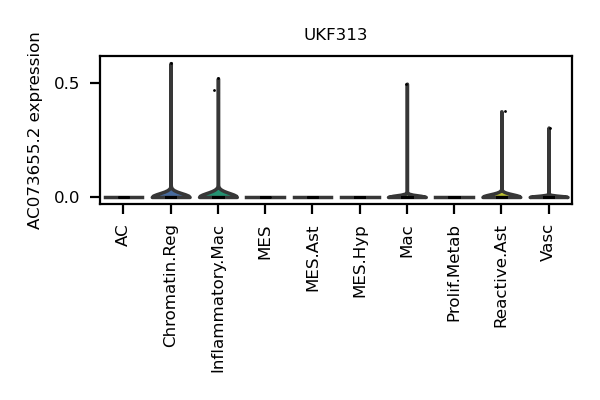 UKF313
AC073655.2 expression
0.5
0.0
AC
Chromatin.Reg
Inflammatory.Mac
MES
MES.Ast
MES.Hyp
Mac
Prolif.Metab
Reactive.Ast
Vasc